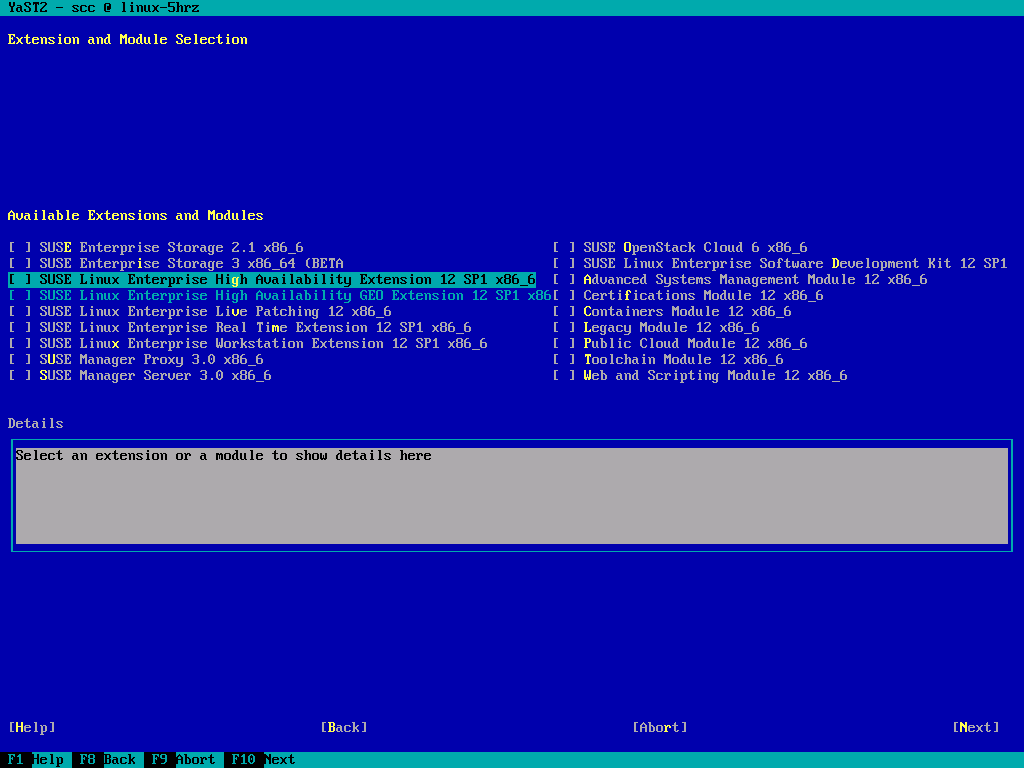 YaST2 - scc @ linux-5hrz
Extension and Module Selection
Available Extensions and Modules
[ ] SUSE Enterprise Storage 2.1 x86_6 [ ] SUSE OpenStack Cloud 6 x86_6
[ ] SUSE Enterprise Storage 3 x86_64 (BETA [ ] SUSE Linux Enterprise Software Development Kit 12 SP1
[ ] SUSE Linux Enterprise High Availability Extension 12 SP1 x86_6 [ ] Advanced Systems Management Module 12 x86_6
[ ] SUSE Linux Enterprise High Availability GEO Extension 12 SP1 x86[ ] Certifications Module 12 x86_6
[ ] SUSE Linux Enterprise Live Patching 12 x86_6 [ ] Containers Module 12 x86_6
[ ] SUSE Linux Enterprise Real Time Extension 12 SP1 x86_6 [ ] Legacy Module 12 x86_6
[ ] SUSE Linux Enterprise Workstation Extension 12 SP1 x86_6 [ ] Public Cloud Module 12 x86_6
[ ] SUSE Manager Proxy 3.0 x86_6 [ ] Toolchain Module 12 x86_6
[ ] SUSE Manager Server 3.0 x86_6 [ ] Web and Scripting Module 12 x86_6
Details
Select an extension or a module to show details here
[Help] [Back] [Abort] [Next]
F1 Help F8 Back F9 Abort F10 Next